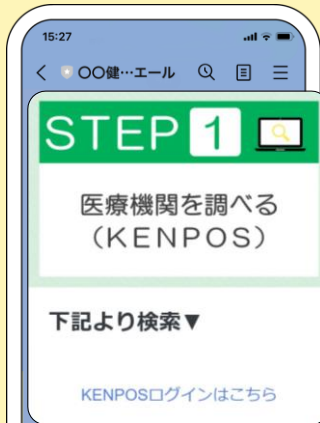 15:27
〇〇健…エール
STEP 1
医療機関を調べる
（KENPOS）
下記より検索▼
KENPOSログインはこちら